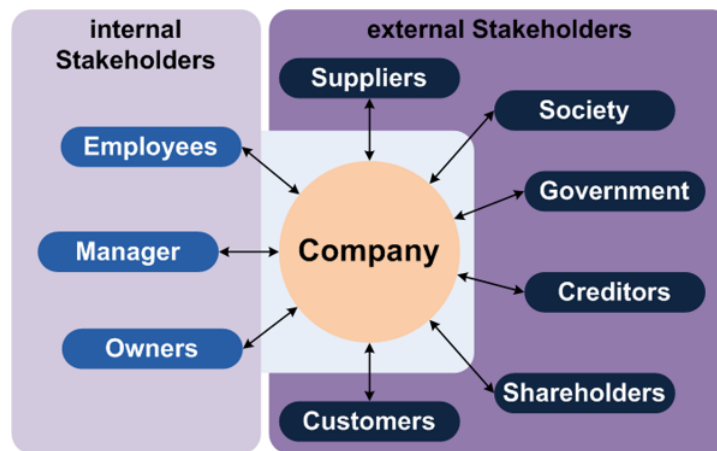 internal
Stakeholders
external Stakeholders
Suppliers
Society
Employees
Government
Manager
Company
Creditors
Owners
Shareholders
Customers